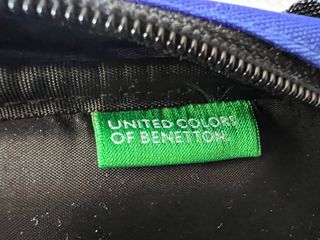 UNITED COLORS
OF BENETTON.